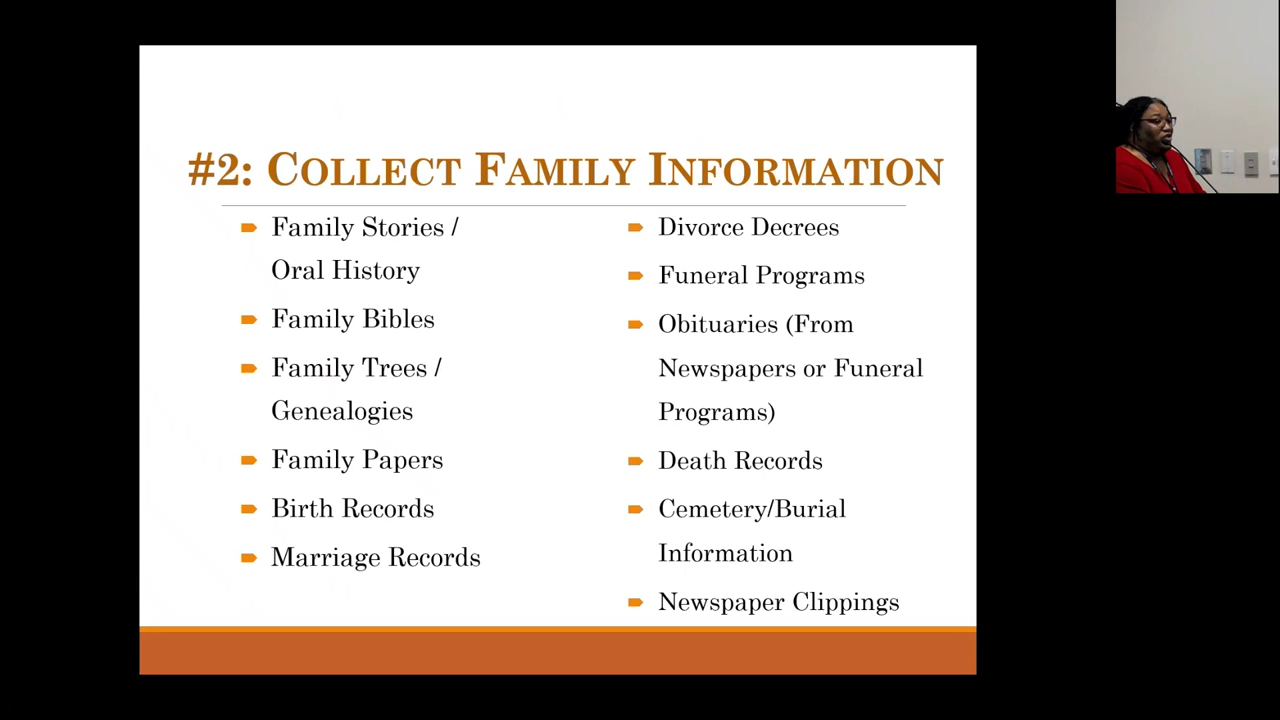 #2: Collect Family Information
Family Stories /
Oral History
Family Bibles
Family Trees /
Genealogies
Family Papers
Birth Records
Marriage Records
Divorce Decrees
Funeral Programs
Obituaries (From
Newspapers or Funeral
Programs)
Death Records
Cemetery/Burial
Information
Newspaper Clippings